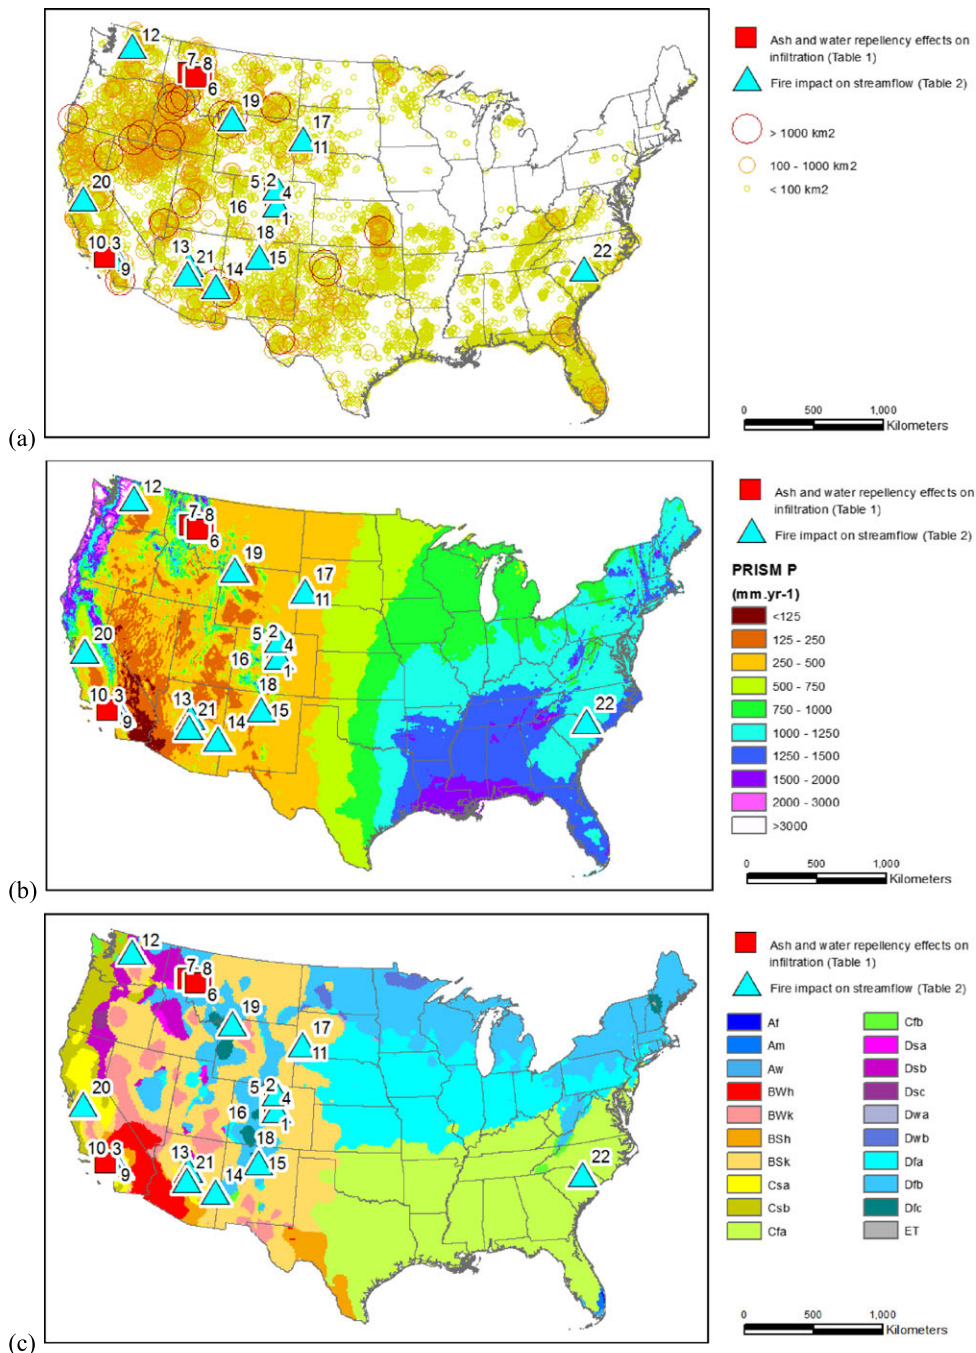 12
7- 8
6
19
17
11
5 2
4
16
1
20
18
10 3
9
13
21
14
15
22
Ash and water repellency effects on
infiltration (Table 1)
Fire impact on streamflow (Table 2)
> 1000 km2
100 - 1000 km2
< 100 km2
0 500 1,000
Kilometers
(a)
12
7- 8
6
19
17
11
5 2
4
16
1
20
18
10 3
9
13
21
14
15
22
Ash and water repellency effects on
infiltration (Table 1)
Fire impact on streamflow (Table 2)
PRISM P
(mm.yr-1)
<125
125 - 250
250 - 500
500 - 750
750 - 1000
1000 - 1250
1250 - 1500
1500 - 2000
2000 - 3000
>3000
0 500 1,000
Kilometers
(b)
12
7- 8
6
19
17
11
5 2
4
16
1
20
18
10 3
9
13
21
14
15
22
Ash and water repellency effects on
infiltration (Table 1)
Fire impact on streamflow (Table 2)
Af
Am
Aw
BWh
BWk
BSh
BSk
Csa
Csb
Cfa
Cfb
Dsa
Dsb
Dsc
Dwa
Dwb
Dfa
Dfb
Dfc
ET
0 500 1,000
Kilometers
(c)